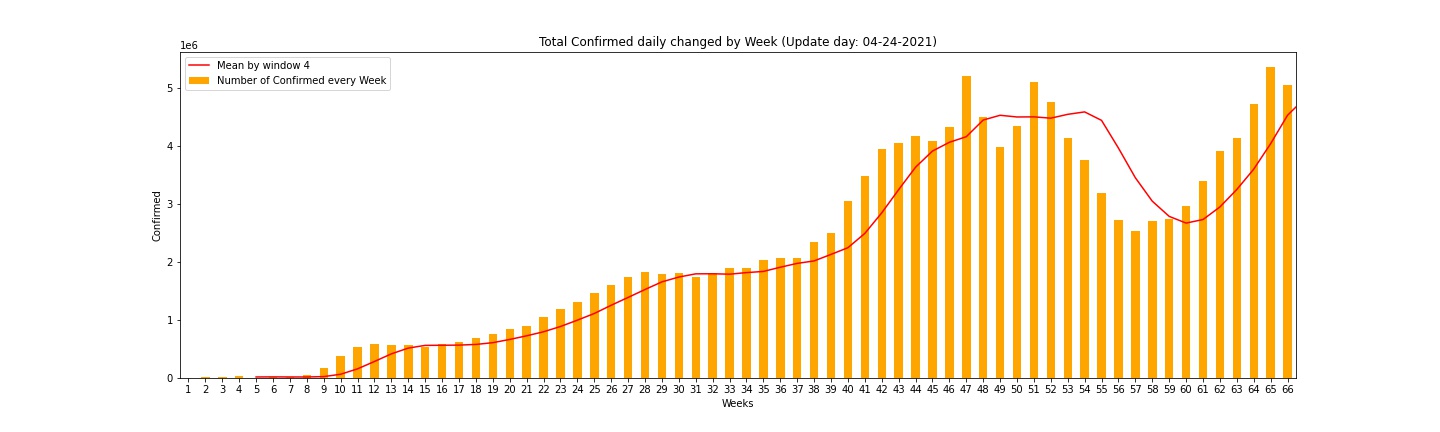 Total Confirmed daily changed by Week (Update day: 04-24-2021)
1e6
Mean by window 4
Number of Confirmed every Week
5
4
3
2
1
0
Confirmed
1 2 3 4 5 6 7 8 9 10 11 12 13 14 15 16 17 18 19 20 21 22 23 24 25 26 27 28 29 30 31 32 33 34 35 36 37 38 39 40 41 42 43 44 45 46 47 48 49 50 51 52 53 54 55 56 57 58 59 60 61 62 63 64 65 66
Weeks